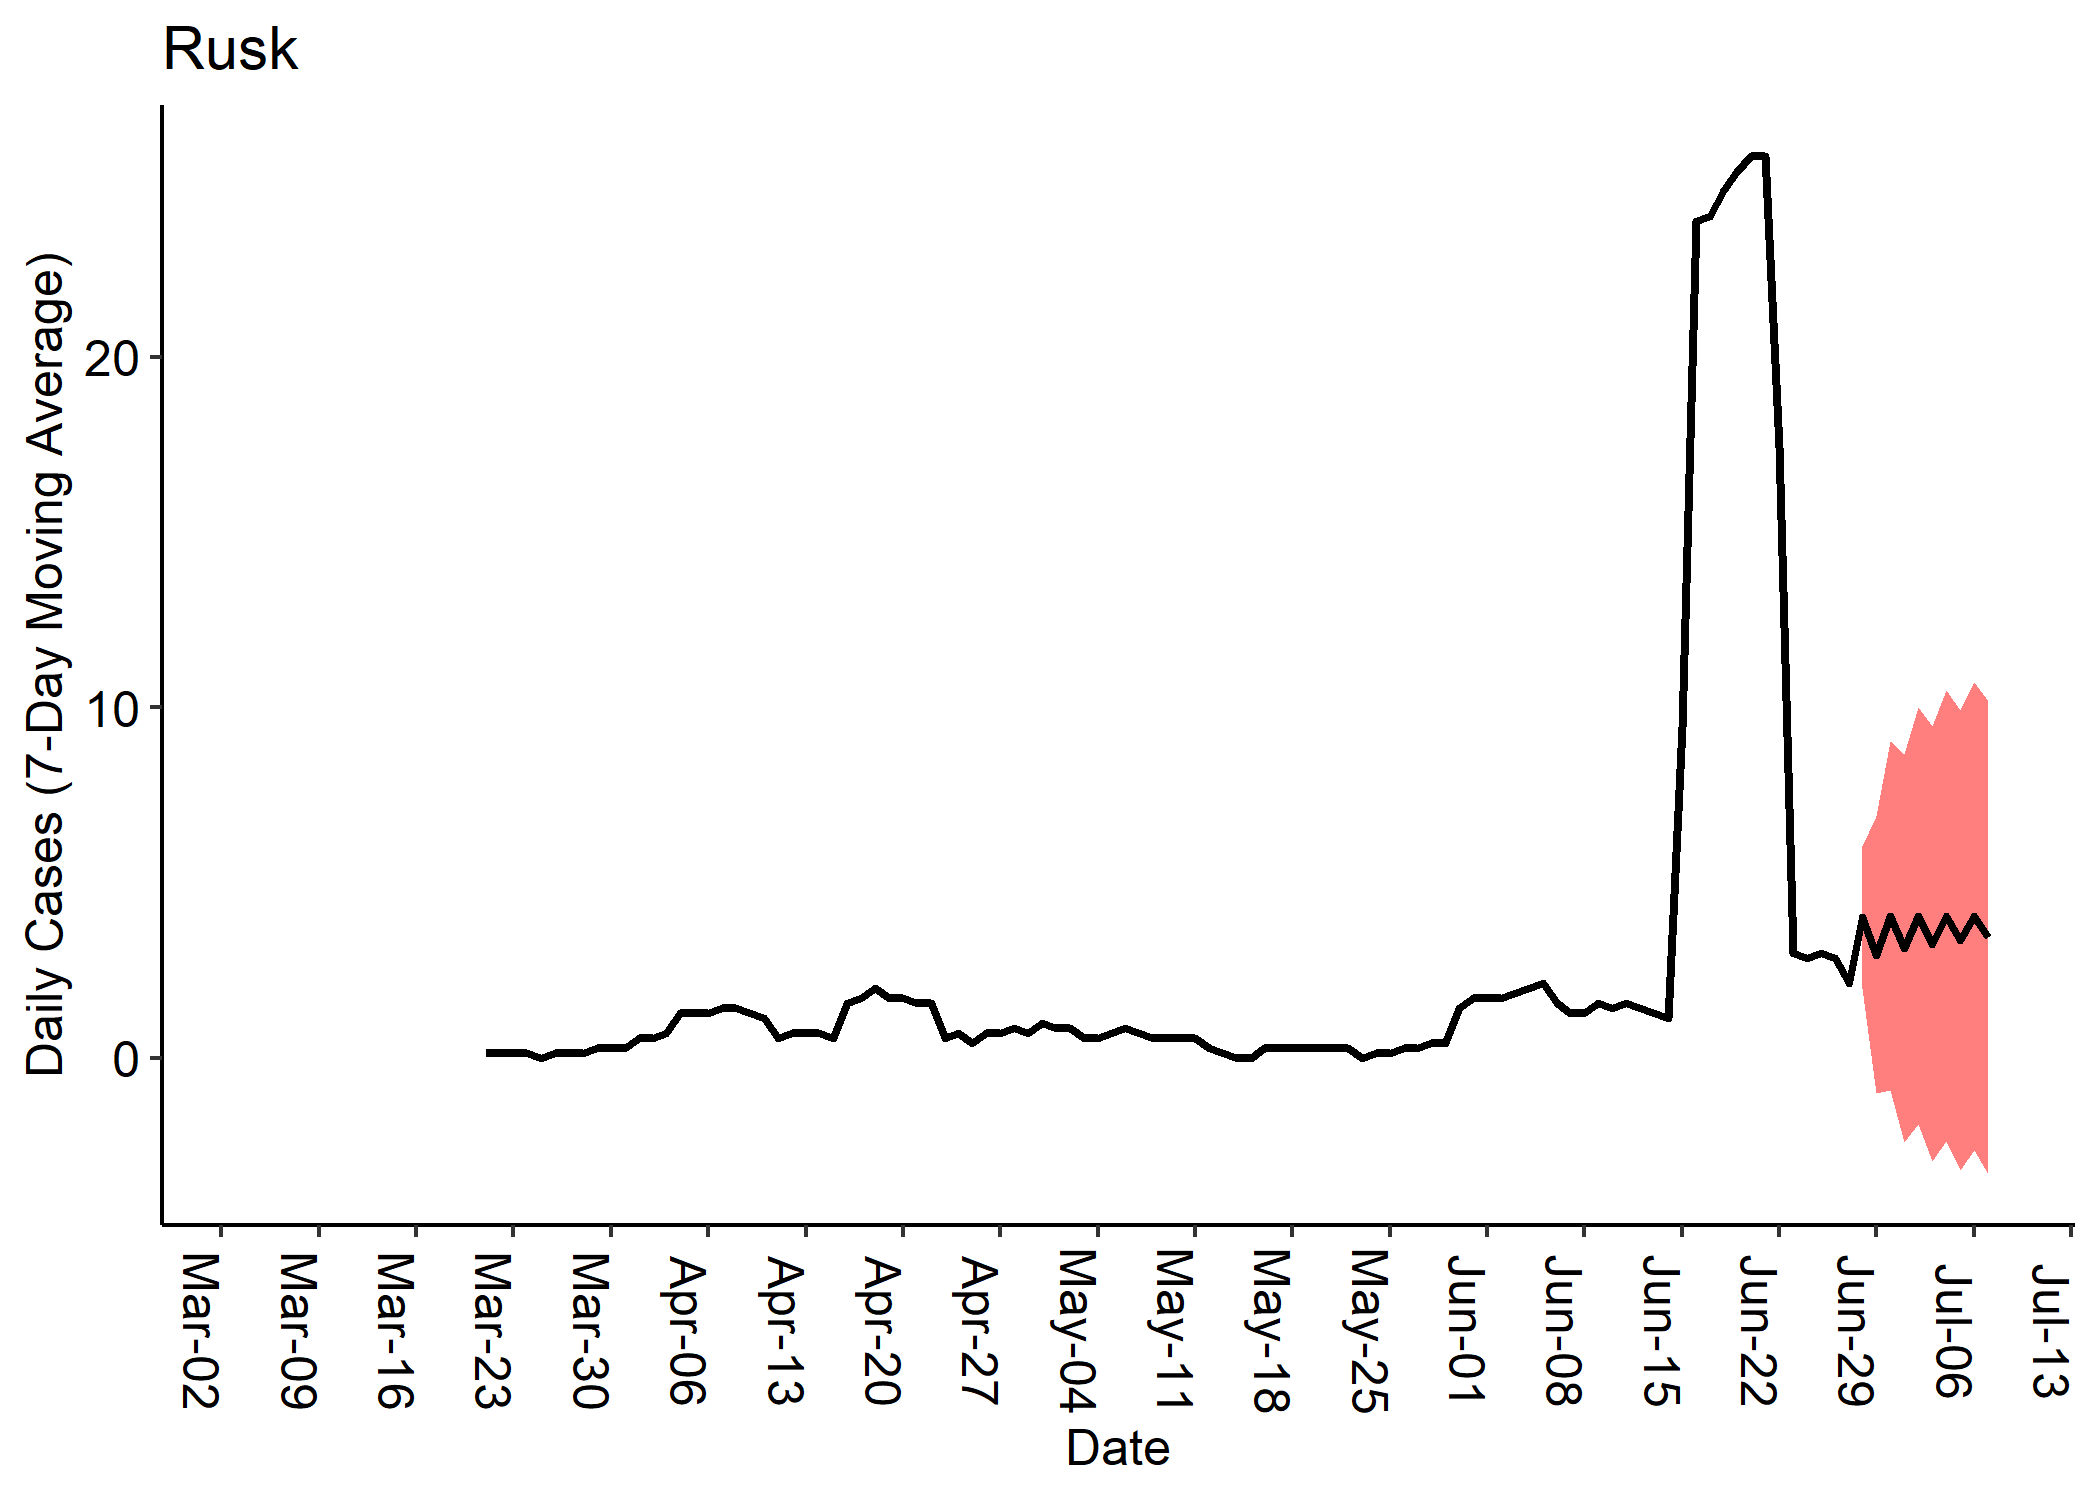 Rusk
Daily Cases (7-Day Moving Average)
20
10
0
Mar-02
Mar-09
Mar-16
Mar-23
Mar-30
Apr-06
Apr-13
Apr-20
Apr-27
May-04
May-11
May-18
May-25
Jun-01
Jun-08
Jun-15
Jun-22
Jun-29
Jul-06
Jul-13
Date